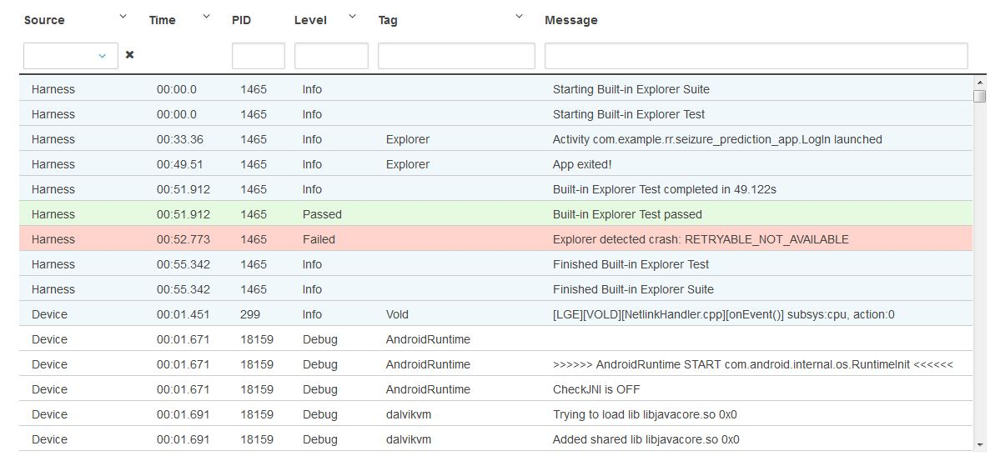 Source Time PID Level Tag Message
Harness 00:00.0 1465 Info Starting Built-in Explorer Suite
Harness 00:00.0 1465 Info Starting Built-in Explorer Test
Harness 00:33.36 1465 Info Explorer Activity com.example.rr.seizure_prediction_app.LogIn launched
Harness 00:49.51 1465 Info Explorer App exited!
Harness 00:51.912 1465 Info Built-in Explorer Test completed in 49.122s
Harness 00:51.912 1465 Passed Built-in Explorer Test passed
Harness 00:52.773 1465 Failed Explorer detected crash: RETRYABLE_NOT_AVAILABLE
Harness 00:55.342 1465 Info Finished Built-in Explorer Test
Harness 00:55.342 1465 Info Finished Built-in Explorer Suite
Device 00:01.451 299 Info Vold [LGE][VOLD][NetlinkHandler.cpp][onEvent()] subsys:cpu, action:0
Device 00:01.671 18159 Debug AndroidRuntime
Device 00:01.671 18159 Debug AndroidRuntime >>>>>> AndroidRuntime START com.android.internal.os.RuntimeInit <<<<<<
Device 00:01.671 18159 Debug AndroidRuntime CheckJNI is OFF
Device 00:01.691 18159 Debug dalvikvm Trying to load lib libjavacore.so 0x0
Device 00:01.691 18159 Debug dalvikvm Added shared lib libjavacore.so 0x0